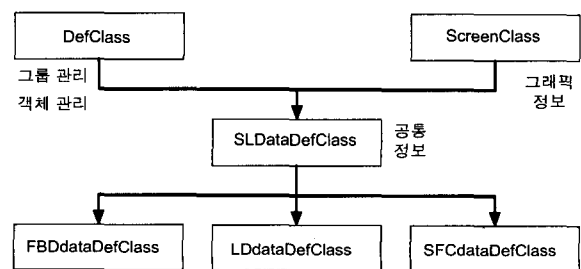 DefClass
ScreenClass
그룹 관리
객체 관리
그래픽
정보
SLDataDefClass
공통
정보
FBDdataDefClass
LDdataDefClass
SFCdataDefClass